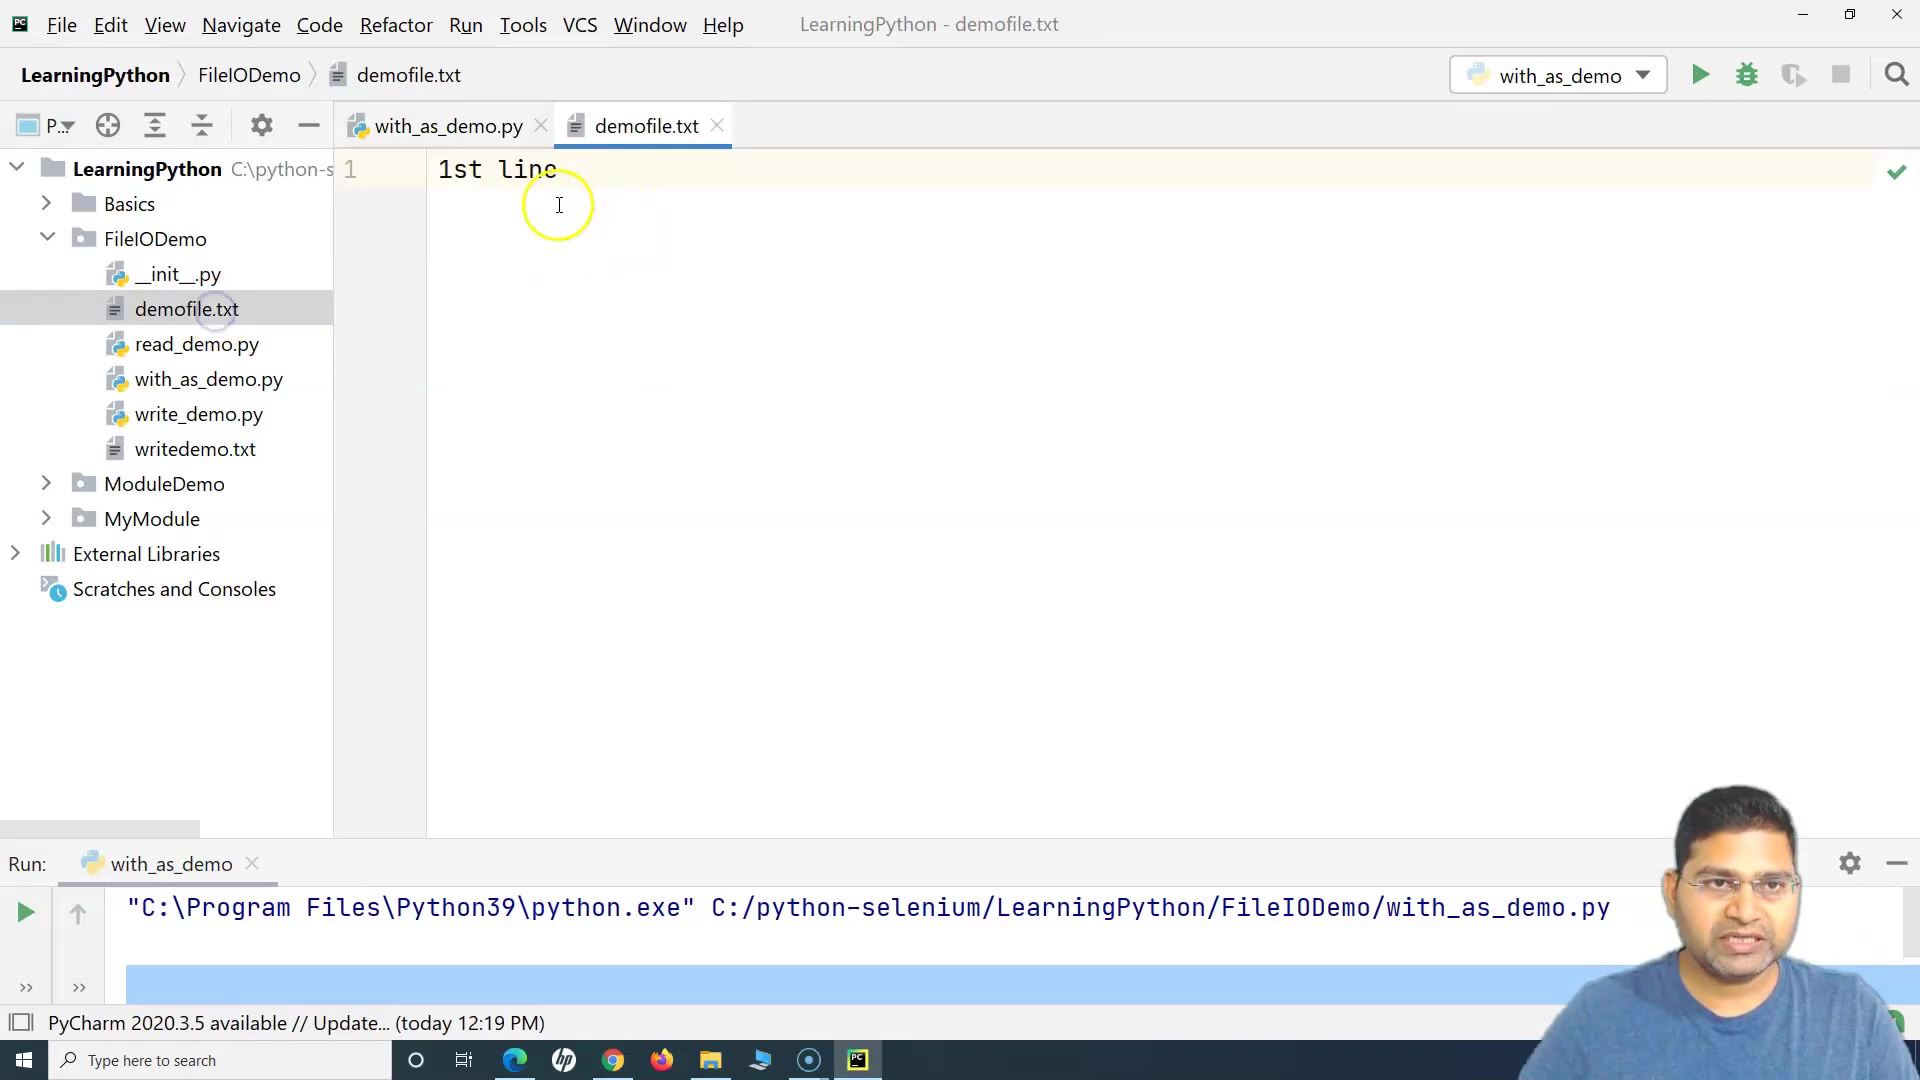 File Edit View Navigate Code Refactor Run Tools VCS Window Help LearningPython - demofile.txt
LearningPython FileIODemo demofile.txt with_as_demo
P... with_as_demo.py demofile.txt
LearningPython C:\python-s
1 1st line
Basics
FileIODemo
__init__.py
demofile.txt
read_demo.py
with_as_demo.py
write_demo.py
writedemo.txt
ModuleDemo
MyModule
External Libraries
Scratches and Consoles
Run: with_as_demo
"C:\Program Files\Python39\python.exe" C:/python-selenium/LearningPython/FileIODemo/with_as_demo.py
PyCharm 2020.3.5 available // Update... (today 12:19 PM)
Type here to search